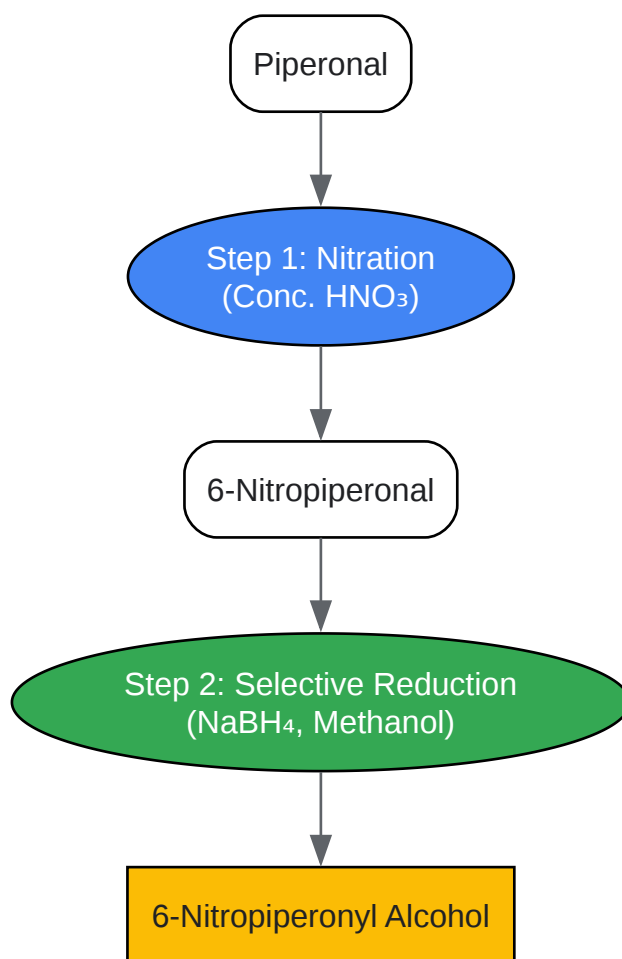 Piperonal
Step 1: Nitration
(Conc. HNO₃)
6-Nitropiperonal
Step 2: Selective Reduction
(NaBH₄, Methanol)
6-Nitropiperonyl Alcohol